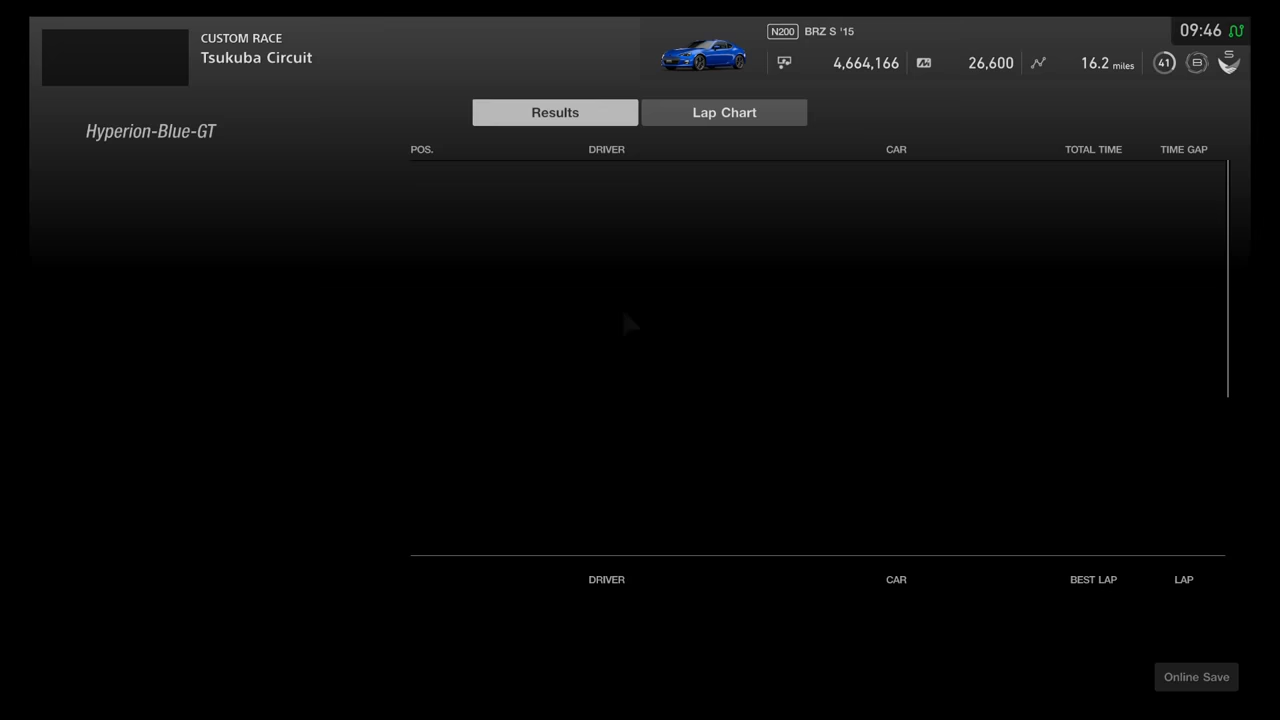 CUSTOM RACE
Tsukuba Circuit
N200 BRZ S '15
09:46
4,664,166
26,600
16.2 miles
41
B
S
Results
Lap Chart
Hyperion-Blue-GT
POS. DRIVER CAR TOTAL TIME TIME GAP
DRIVER CAR BEST LAP LAP
Online Save